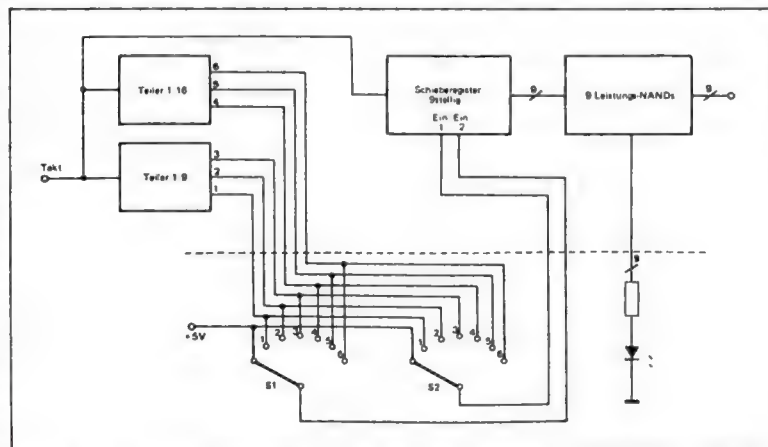 Teiler 1:16
6
5
4
Schieberegister
9stellig
Ein Ein
1 2
9
9 Leistungs-NANDs
9
Takt
Teiler 1:9
3
2
1
9
+5V
1 2 3 4 5 6
1 2 3 4 5 6
S1
S2